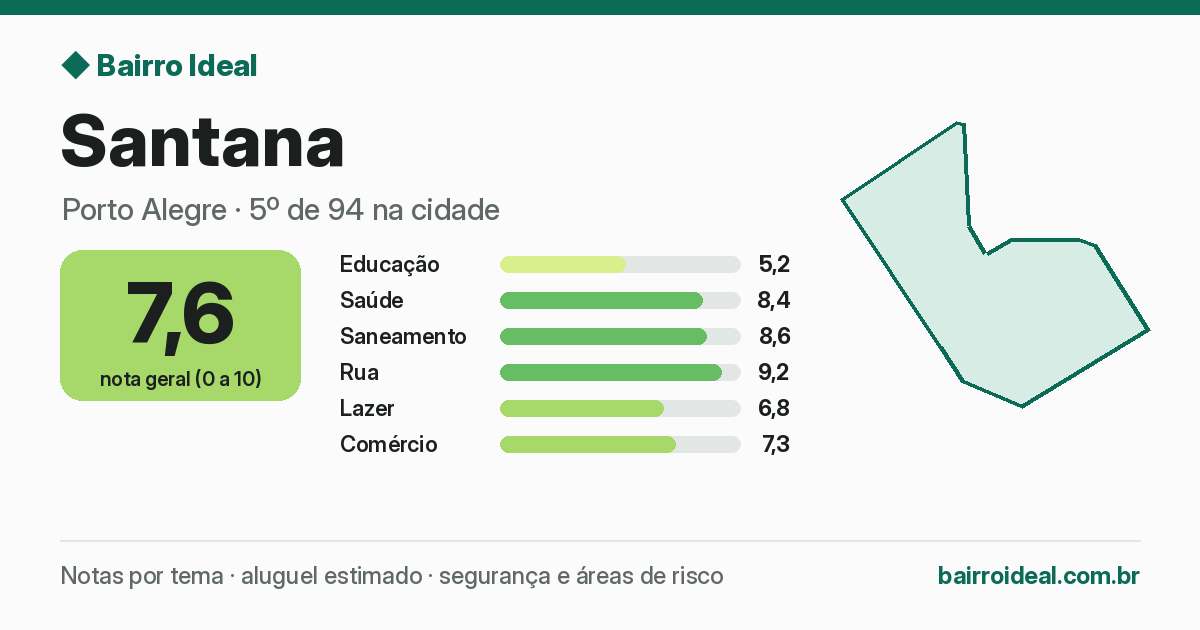 Bairro Ideal
Santana
Porto Alegre · 5º de 94 na cidade
7,6
nota geral (0 a 10)
Educação 5,2
Saúde 8,4
Saneamento 8,6
Rua 9,2
Lazer 6,8
Comércio 7,3
Notas por tema · aluguel estimado · segurança e áreas de risco
bairroideal.com.br